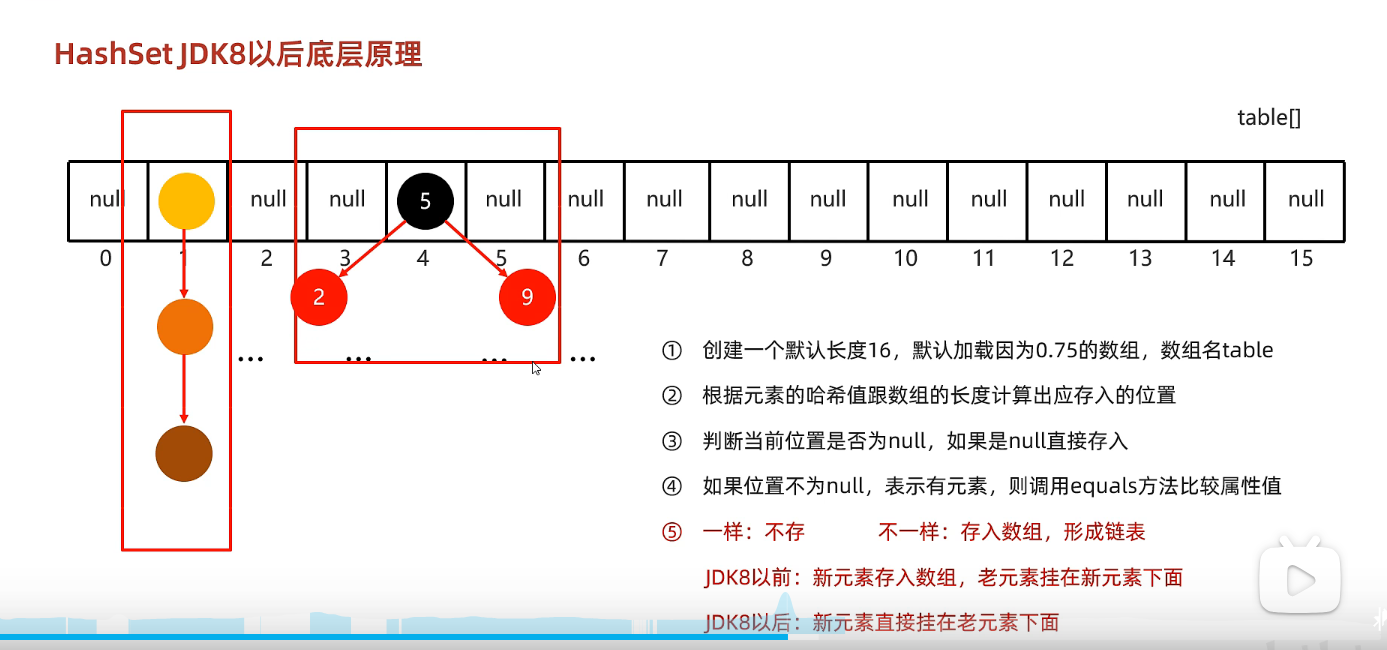 HashSet JDK8以后底层原理
table[]
null null null null 5 null null null null null null null null null null
0 1 2 3 4 5 6 7 8 9 10 11 12 13 14 15
2 9
... ... ... ...
① 创建一个默认长度16，默认加载因为0.75的数组，数组名table
② 根据元素的哈希值跟数组的长度计算出应存入的位置
③ 判断当前位置是否为null，如果是null直接存入
④ 如果位置不为null，表示有元素，则调用equals方法比较属性值
⑤ 一样：不存 不一样：存入数组，形成链表
JDK8以前：新元素存入数组，老元素挂在新元素下面
JDK8以后：新元素直接挂在老元素下面